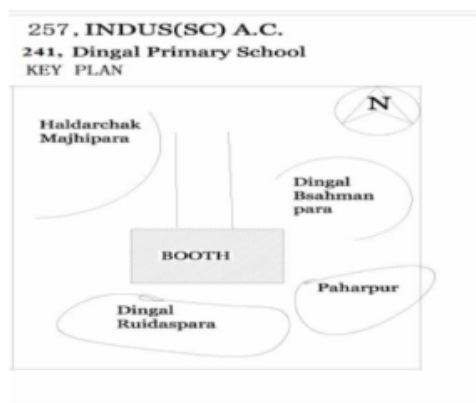 257, INDUS(SC) A.C.
241, Dingal Primary School
KEY PLAN
N
Haldarchak
Majhipara
Dingal
Bsahman
para
BOOTH
Paharpur
Dingal
Ruidaspara